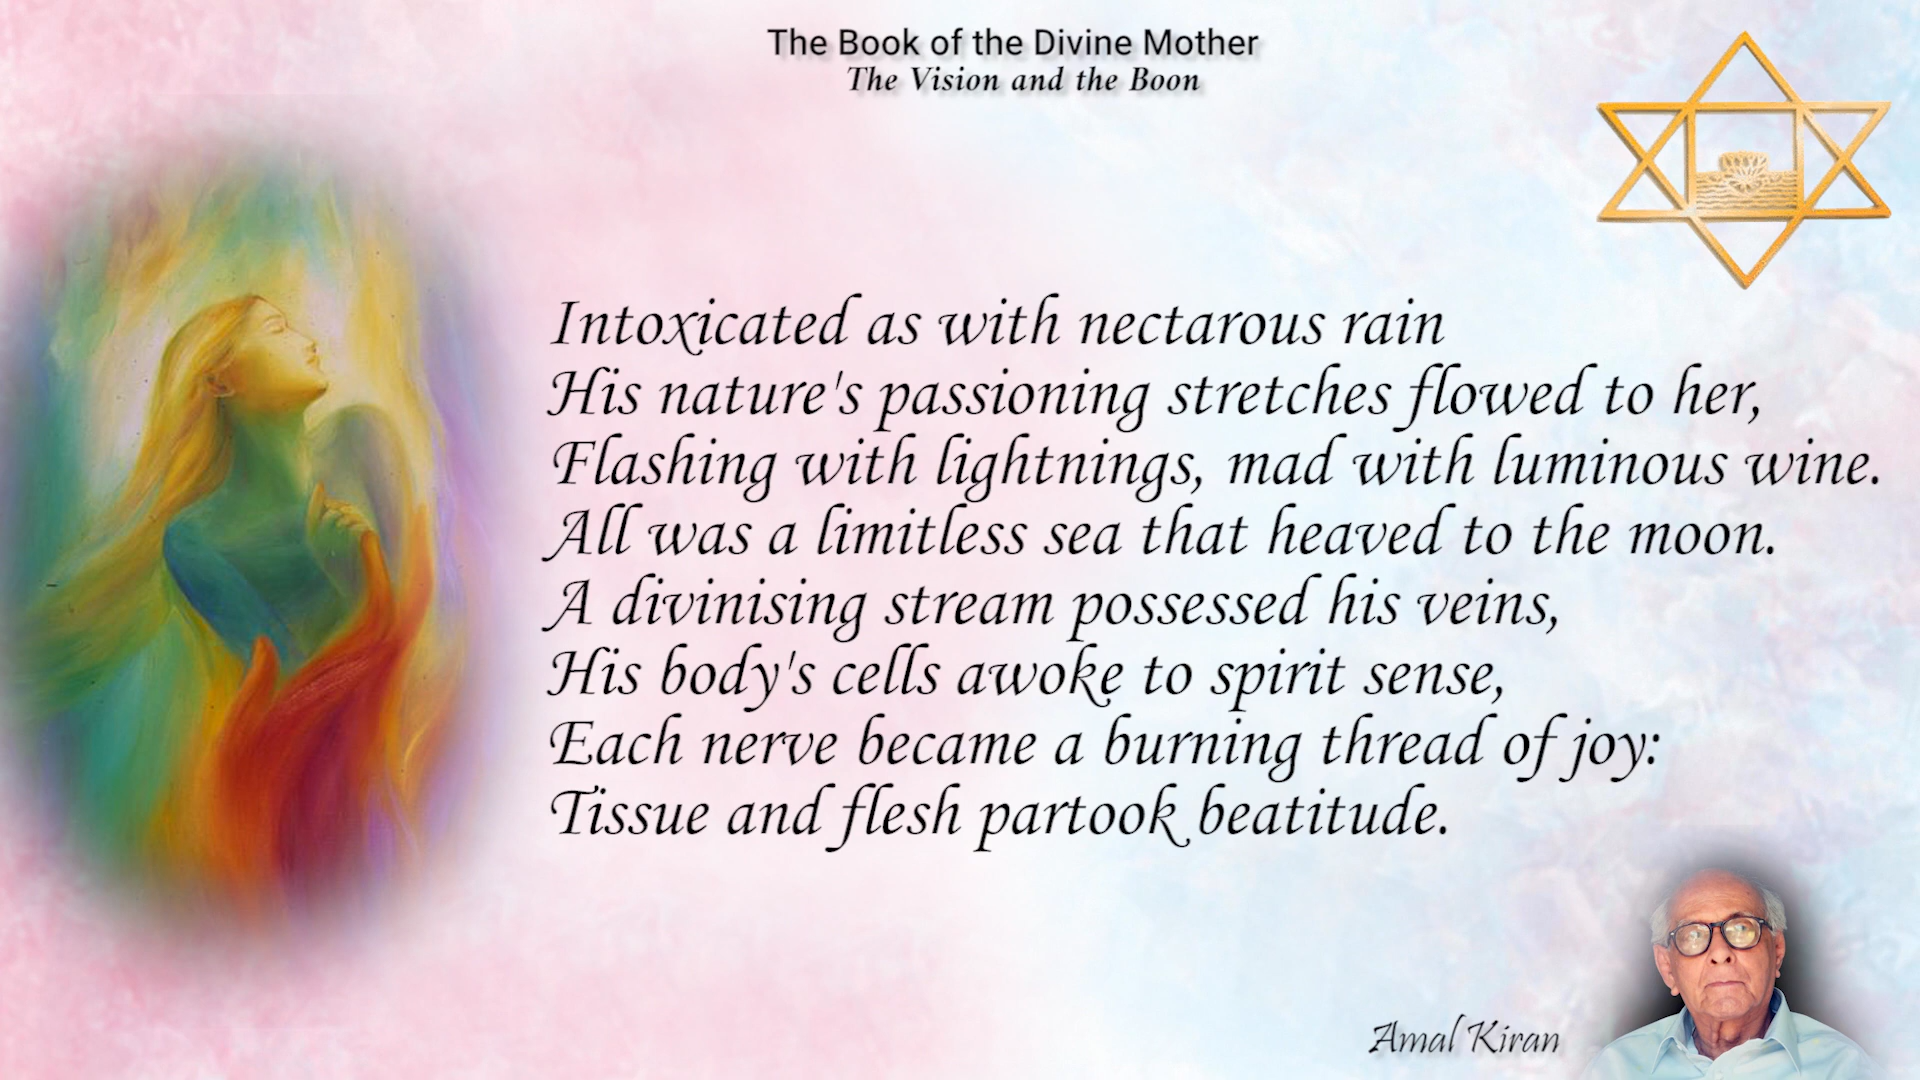 The Book of the Divine Mother
The Vision and the Boon
Intoxicated as with nectarous rain
His nature's passioning stretches flowed to her,
Flashing with lightnings, mad with luminous wine.
All was a limitless sea that heaved to the moon.
A divinising stream possessed his veins,
His body's cells awoke to spirit sense,
Each nerve became a burning thread of joy:
Tissue and flesh partook beatitude.
Amal Kiran